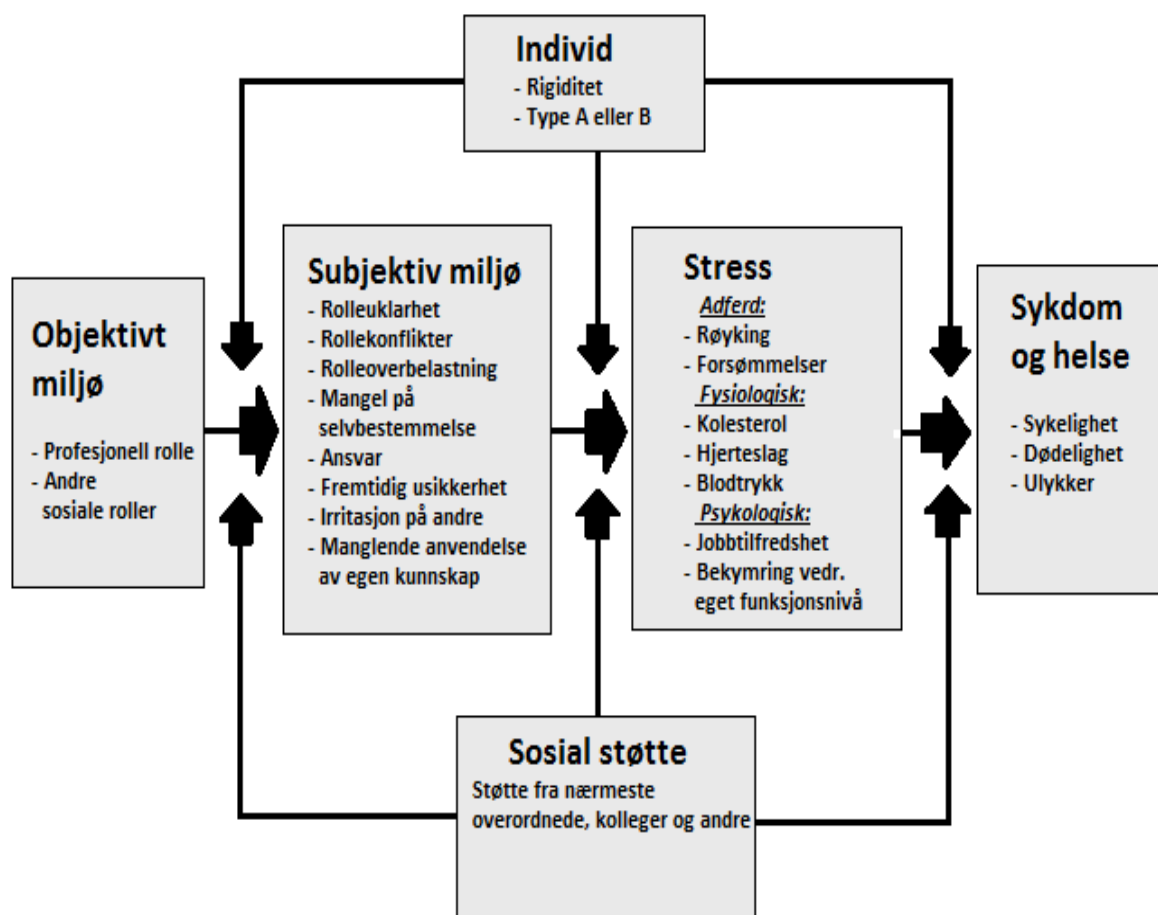 Individ
- Rigiditet
- Type A eller B
Objektivt
miljø
- Profesjonell rolle
- Andre
sosiale roller
Subjektiv miljø
- Rolleuklarhet
- Rollekonflikter
- Rolleoverbelastning
- Mangel på
selvbestemmelse
- Ansvar
- Fremtidig usikkerhet
- Irritasjon på andre
- Manglende anvendelse
av egen kunnskap
Stress
Adferd:
- Røyking
- Forsømmelser
Fysiologisk:
- Kolesterol
- Hjerteslag
- Blodtrykk
Psykologisk:
- Jobbtilfredshet
- Bekymring vedr.
eget funksjonsnivå
Sykdom
og helse
- Sykelighet
- Dødelighet
- Ulykker
Sosial støtte
Støtte fra nærmeste
overordnede, kolleger og andre